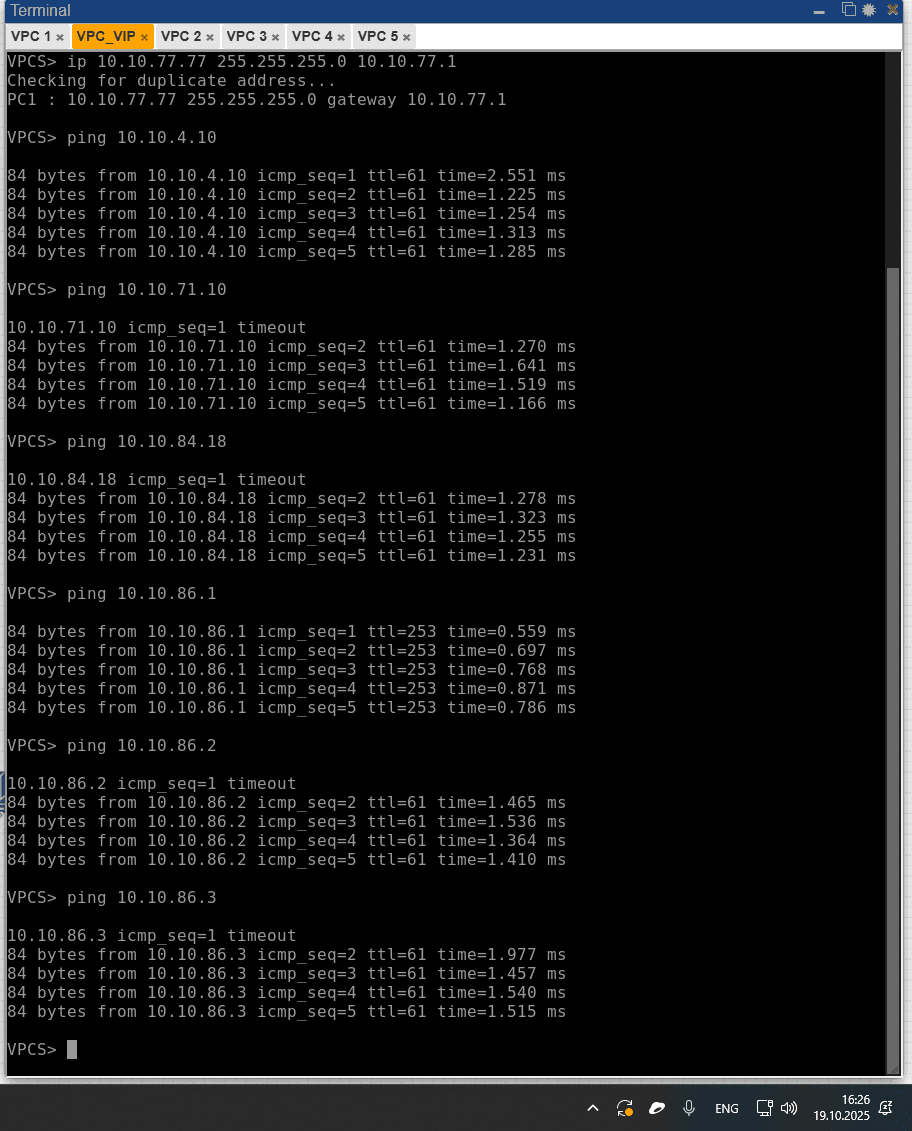 Terminal
VPC 1 × VPC_VIP × VPC 2 × VPC 3 × VPC 4 × VPC 5 ×
VPCS> ip 10.10.77.77 255.255.255.0 10.10.77.1
Checking for duplicate address...
PC1 : 10.10.77.77 255.255.255.0 gateway 10.10.77.1
VPCS> ping 10.10.4.10
84 bytes from 10.10.4.10 icmp_seq=1 ttl=61 time=2.551 ms
84 bytes from 10.10.4.10 icmp_seq=2 ttl=61 time=1.225 ms
84 bytes from 10.10.4.10 icmp_seq=3 ttl=61 time=1.254 ms
84 bytes from 10.10.4.10 icmp_seq=4 ttl=61 time=1.313 ms
84 bytes from 10.10.4.10 icmp_seq=5 ttl=61 time=1.285 ms
VPCS> ping 10.10.71.10
10.10.71.10 icmp_seq=1 timeout
84 bytes from 10.10.71.10 icmp_seq=2 ttl=61 time=1.270 ms
84 bytes from 10.10.71.10 icmp_seq=3 ttl=61 time=1.641 ms
84 bytes from 10.10.71.10 icmp_seq=4 ttl=61 time=1.519 ms
84 bytes from 10.10.71.10 icmp_seq=5 ttl=61 time=1.166 ms
VPCS> ping 10.10.84.18
10.10.84.18 icmp_seq=1 timeout
84 bytes from 10.10.84.18 icmp_seq=2 ttl=61 time=1.278 ms
84 bytes from 10.10.84.18 icmp_seq=3 ttl=61 time=1.323 ms
84 bytes from 10.10.84.18 icmp_seq=4 ttl=61 time=1.255 ms
84 bytes from 10.10.84.18 icmp_seq=5 ttl=61 time=1.231 ms
VPCS> ping 10.10.86.1
84 bytes from 10.10.86.1 icmp_seq=1 ttl=253 time=0.559 ms
84 bytes from 10.10.86.1 icmp_seq=2 ttl=253 time=0.697 ms
84 bytes from 10.10.86.1 icmp_seq=3 ttl=253 time=0.768 ms
84 bytes from 10.10.86.1 icmp_seq=4 ttl=253 time=0.871 ms
84 bytes from 10.10.86.1 icmp_seq=5 ttl=253 time=0.786 ms
VPCS> ping 10.10.86.2
10.10.86.2 icmp_seq=1 timeout
84 bytes from 10.10.86.2 icmp_seq=2 ttl=61 time=1.465 ms
84 bytes from 10.10.86.2 icmp_seq=3 ttl=61 time=1.536 ms
84 bytes from 10.10.86.2 icmp_seq=4 ttl=61 time=1.364 ms
84 bytes from 10.10.86.2 icmp_seq=5 ttl=61 time=1.410 ms
VPCS> ping 10.10.86.3
10.10.86.3 icmp_seq=1 timeout
84 bytes from 10.10.86.3 icmp_seq=2 ttl=61 time=1.977 ms
84 bytes from 10.10.86.3 icmp_seq=3 ttl=61 time=1.457 ms
84 bytes from 10.10.86.3 icmp_seq=4 ttl=61 time=1.540 ms
84 bytes from 10.10.86.3 icmp_seq=5 ttl=61 time=1.515 ms
VPCS>
ENG
16:26
19.10.2025